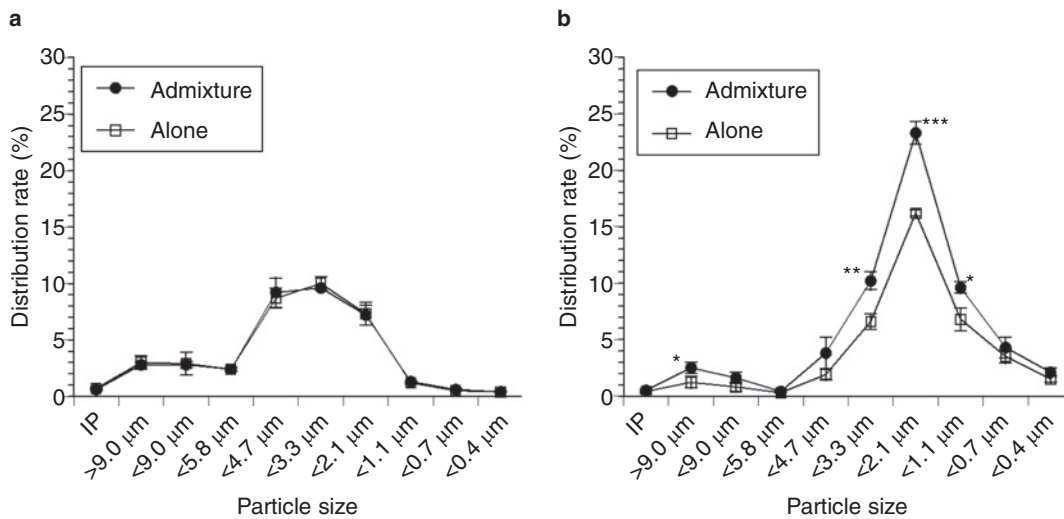 a
30
25
20
15
10
5
0
Distribution rate (%)
Admixture
Alone
IP
>9.0 μm
<9.0 μm
<5.8 μm
<4.7 μm
<3.3 μm
<2.1 μm
<1.1 μm
<0.7 μm
<0.4 μm
Particle size
b
30
25
20
15
10
5
0
Distribution rate (%)
Admixture
Alone
*
**
***
*
IP
>9.0 μm
<9.0 μm
<5.8 μm
<4.7 μm
<3.3 μm
<2.1 μm
<1.1 μm
<0.7 μm
<0.4 μm
Particle size